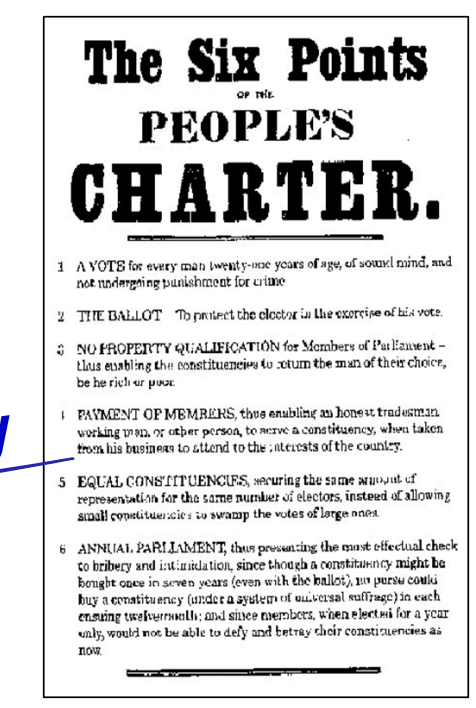 The Six Points
OF THE
PEOPLE'S
CHARTER.
1 A VOTE for every man twenty-one years of age, of sound mind, and
not undergoing punishment for crime
2 THE BALLOT To protect the elector in the exercise of his vote.
3 NO PROPERTY QUALIFICATION for Members of Parliament –
thus enabling the constituencies to return the man of their choice,
be he rich or poor.
4 PAYMENT OF MEMBERS, thus enabling an honest tradesman,
working man, or other person, to serve a constituency, when taken
from his business to attend to the interests of the country.
5 EQUAL CONSTITUENCIES, securing the same amount of
representation for the same number of electors, instead of allowing
small constituencies to swamp the votes of large ones.
6 ANNUAL PARLIAMENT, thus presenting the most effectual check
to bribery and intimidation, since though a constituency might be
bought once in seven years (even with the ballot), no purse could
buy a constituency (under a system of universal suffrage) in each
ensuing twelvemonth; and since members, when elected for a year
only, would not be able to defy and betray their constituencies as
now.